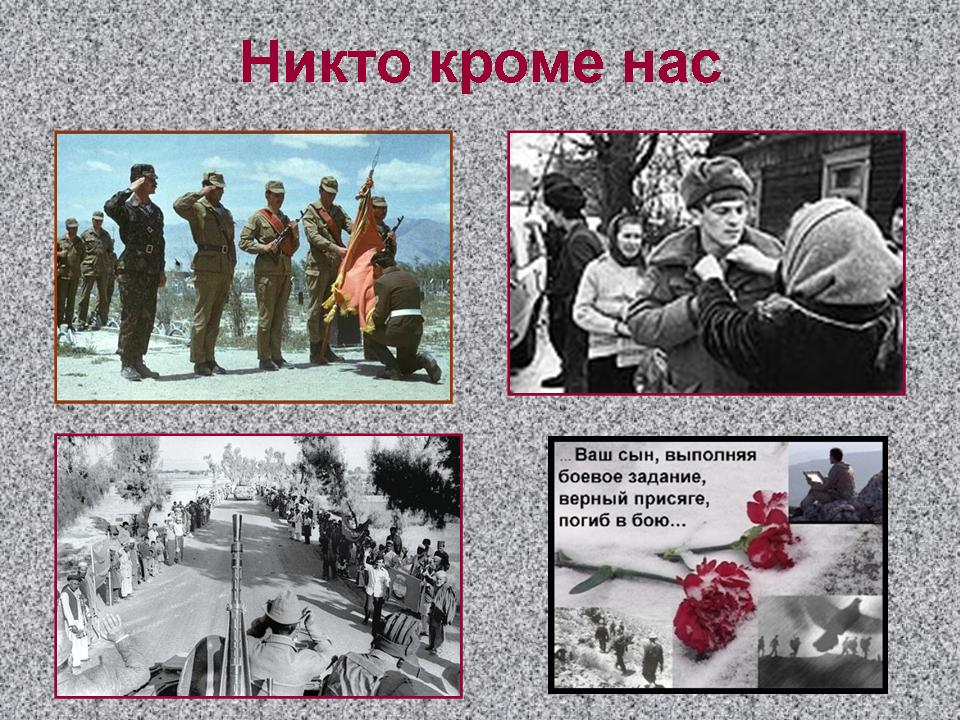 Никто кроме нас
...Ваш сын, выполняя
боевое задание,
верный присяге,
погиб в бою...